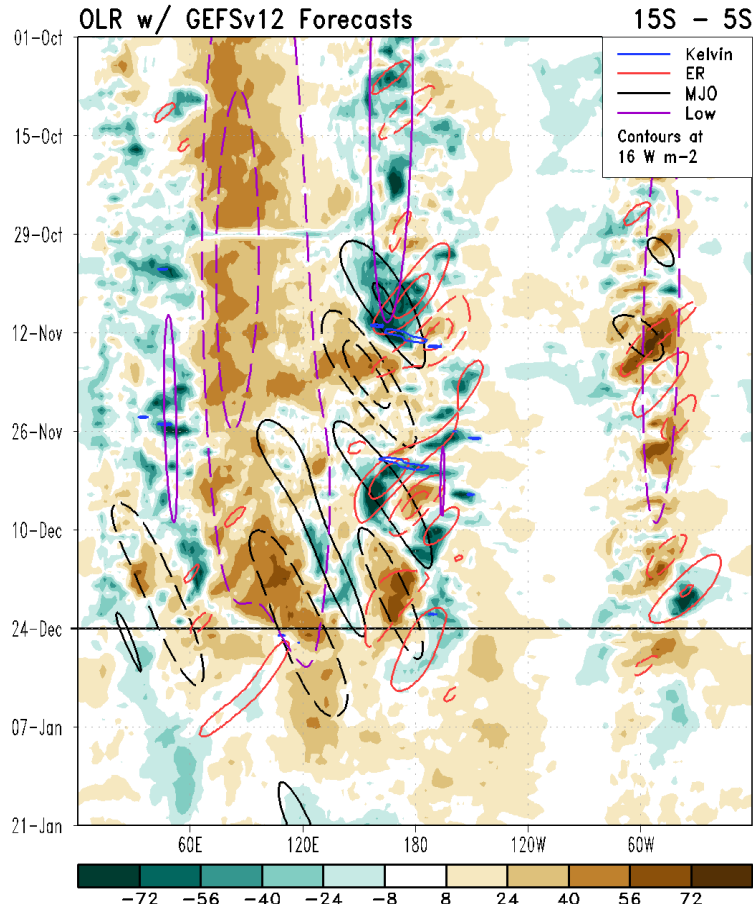 OLR w/ GEFSv12 Forecasts
15S - 5S
01-Oct
15-Oct
29-Oct
12-Nov
26-Nov
10-Dec
24-Dec
07-Jan
21-Jan
Kelvin
ER
MJO
Low
Contours at
16 W m-2
60E
120E
180
120W
60W
-72
-56
-40
-24
-8
8
24
40
56
72